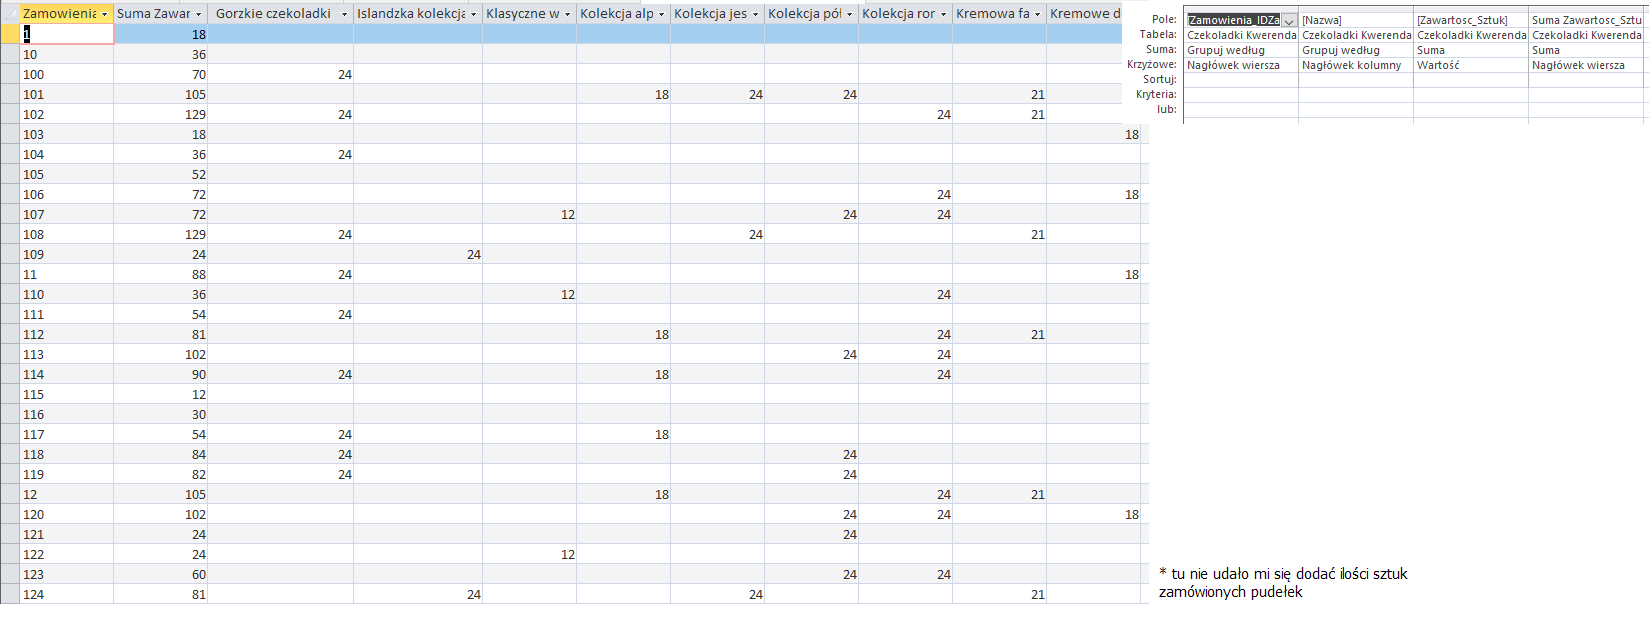 Zamowienia Suma Zawar Gorzkie czekoladki Islandzka kolekcja Klasyczne w Kolekcja alp Kolekcja jes Kolekcja pół Kolekcja ror Kremowa fa Kremowe d
1 18
10 36
100 70 24
101 105 18 24 24 21
102 129 24 24 21
103 18 18
104 36 24
105 52
106 72 24 18
107 72 12 24 24
108 129 24 24 21
109 24 24
11 88 24 18
110 36 12 24
111 54 24
112 81 18 24 21
113 102 24 24
114 90 24 18 24
115 12
116 30
117 54 24 18
118 84 24 24
119 82 24 24
12 105 18 24 21
120 102 24 24 18
121 24 24
122 24 12
123 60 24 24
124 81 24 24 21
Pole: [Zamowienia_IDZa [Nazwa] [Zawartosc_Sztuk] Suma Zawartosc_Sztu
Tabela: Czekoladki Kwerenda Czekoladki Kwerenda Czekoladki Kwerenda Czekoladki Kwerenda
Suma: Grupuj według Grupuj według Suma Suma
Krzyżowe: Nagłówek wiersza Nagłówek kolumny Wartość Nagłówek wiersza
Sortuj:
Kryteria:
lub:
* tu nie udało mi się dodać ilości sztuk
zamówionych pudełek